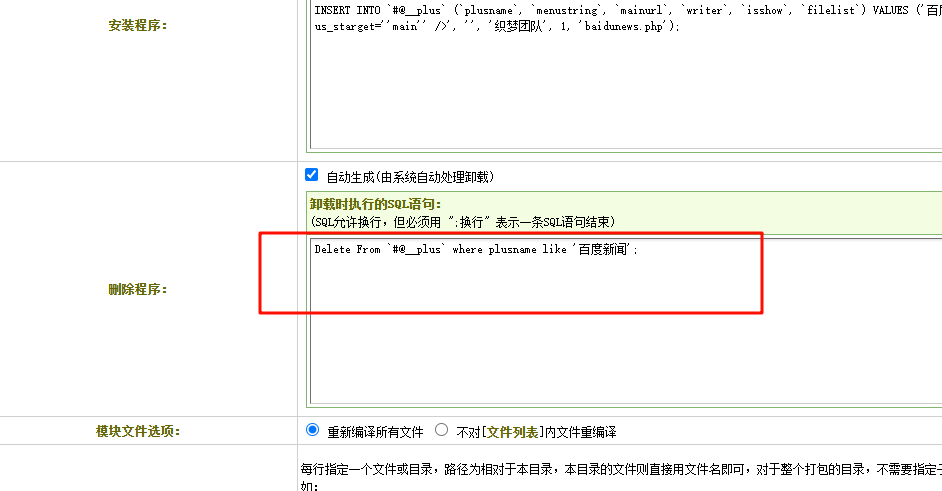 INSERT INTO `#@__plus` (`plusname`, `menustring`, `mainurl`, `writer`, `isshow`, `filelist`) VALUES ('百度
安装程序:
us_starget=''main'' />', '', '织梦团队', 1, 'baidunews.php');
自动生成(由系统自动处理卸载)
卸载时执行的SQL语句:
(SQL允许换行,但必须用 ";换行" 表示一条SQL语句结束)
Delete From `#@__plus` where plusname like '百度新闻';
删除程序:
模块文件选项: 重新编译所有文件 不对[文件列表]内文件重编译
每行指定一个文件或目录,路径为相对于本目录,本目录的文件则直接用文件名即可,对于整个打包的目录,不需要指定子
如: